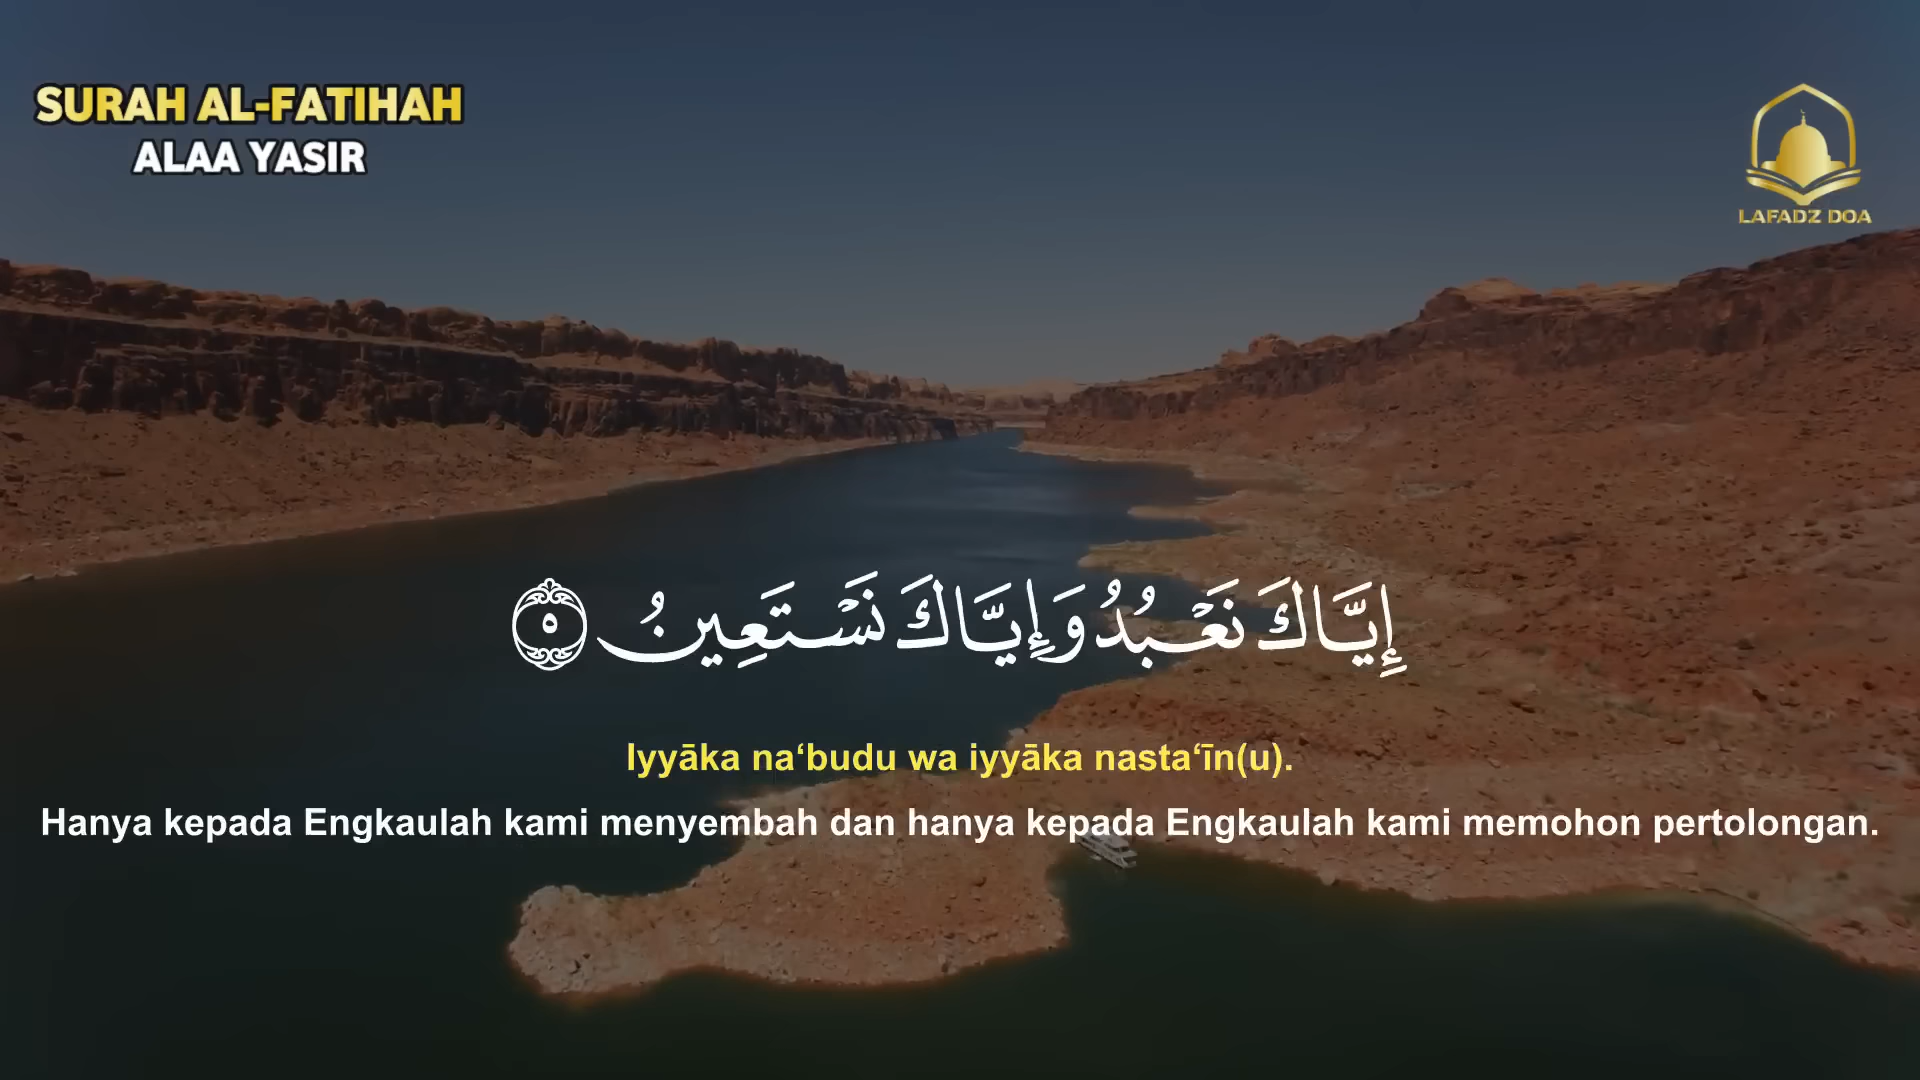 SURAH AL-FATIHAH
ALAA YASIR
LAFADZ DOA
إِيَّاكَ نَعْبُدُ وَإِيَّاكَ نَسْتَعِينُ ٥
Iyyāka na‘budu wa iyyāka nasta‘īn(u).
Hanya kepada Engkaulah kami menyembah dan hanya kepada Engkaulah kami memohon pertolongan.